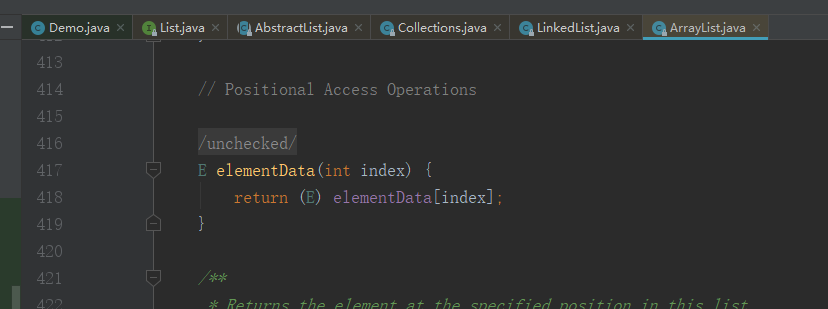 Demo.java List.java AbstractList.java Collections.java LinkedList.java ArrayList.java
413
414 // Positional Access Operations
415
416 /unchecked/
417 E elementData(int index) {
418 return (E) elementData[index];
419 }
420
421 /**
422 * Returns the element at the specified position in this list